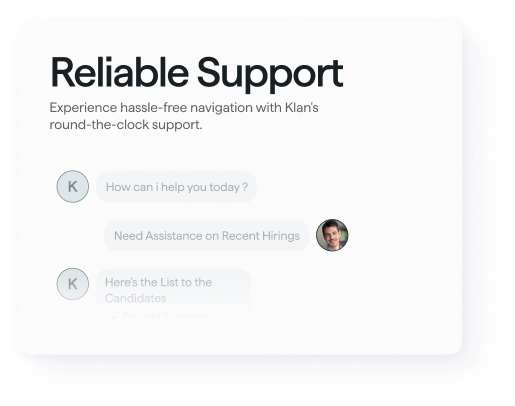 Reliable Support
Experience hassle-free navigation with Klan's
round-the-clock support.
K
How can i help you today ?
Need Assistance on Recent Hirings
K
Here's the List to the
Candidates